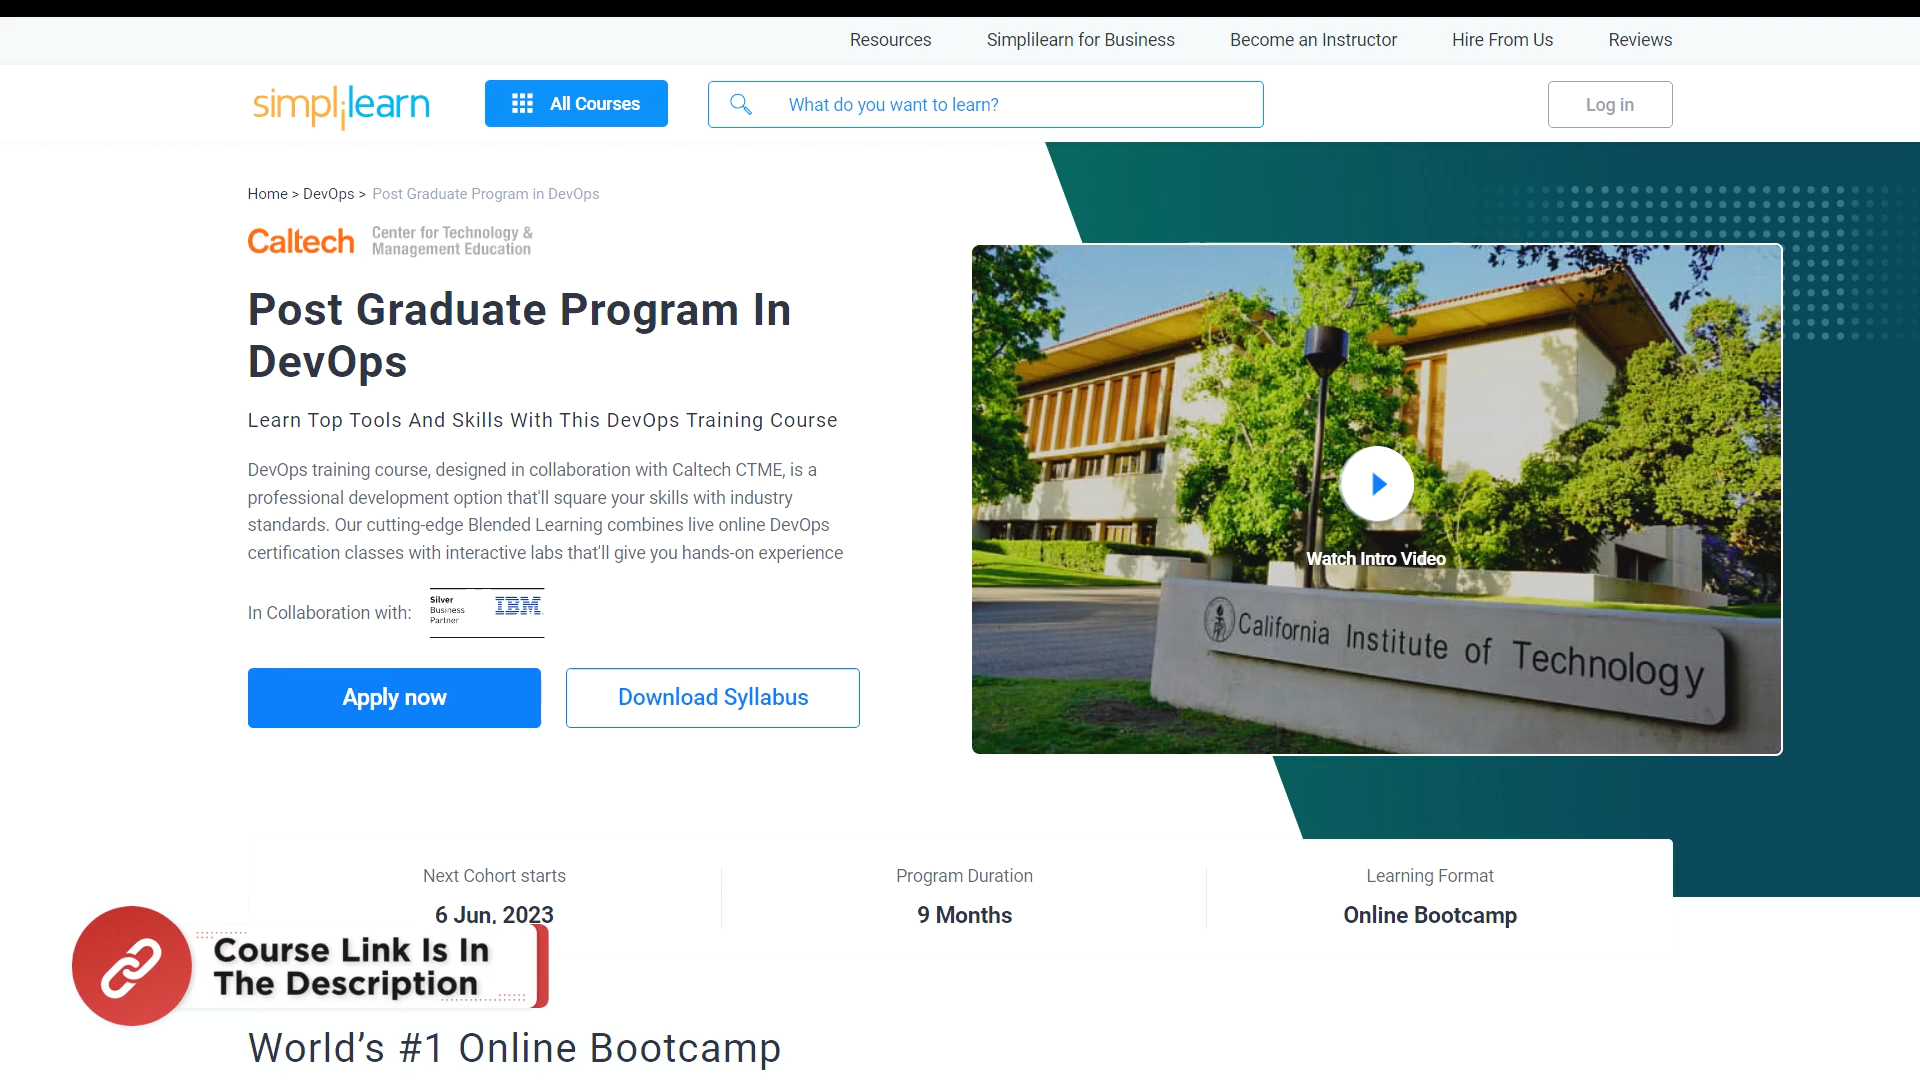 Resources
Simplilearn for Business
Become an Instructor
Hire From Us
Reviews
simplilearn
All Courses
What do you want to learn?
Log in
Home > DevOps > Post Graduate Program in DevOps
Caltech
Center for Technology &
Management Education
Post Graduate Program In
DevOps
Learn Top Tools And Skills With This DevOps Training Course
DevOps training course, designed in collaboration with Caltech CTME, is a
professional development option that'll square your skills with industry
standards. Our cutting-edge Blended Learning combines live online DevOps
certification classes with interactive labs that'll give you hands-on experience
In Collaboration with:
Silver
Business
Partner
IBM
Apply now
Download Syllabus
Watch Intro Video
California Institute of Technology
Next Cohort starts
6 Jun, 2023
Program Duration
9 Months
Learning Format
Online Bootcamp
Course Link Is In
The Description
World's #1 Online Bootcamp